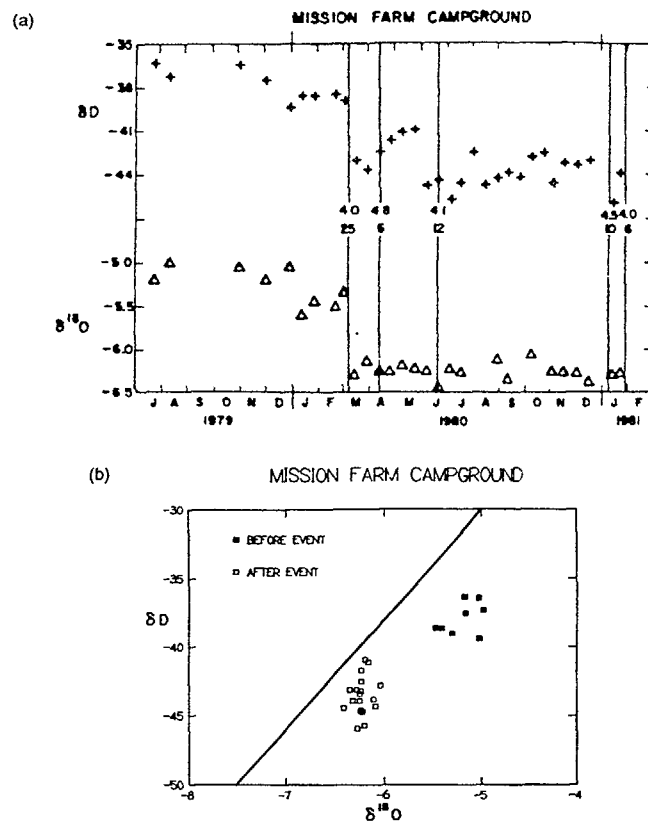 (a)
MISSION FARM CAMPGROUND
-35
-38
δD
-41
-44
4.0 4.8 4.1 4.5 4.0
25 6 12 10 6
-5.0
-5.5
δ¹⁸O
-6.0
-6.5
J A S O N D J F M A M J J A S O N D J F
1979 1980 1981
(b)
MISSION FARM CAMPGROUND
-30
■ BEFORE EVENT
-35
□ AFTER EVENT
δD
-40
-45
-50
-8 -7 -6 -5 -4
δ¹⁸O